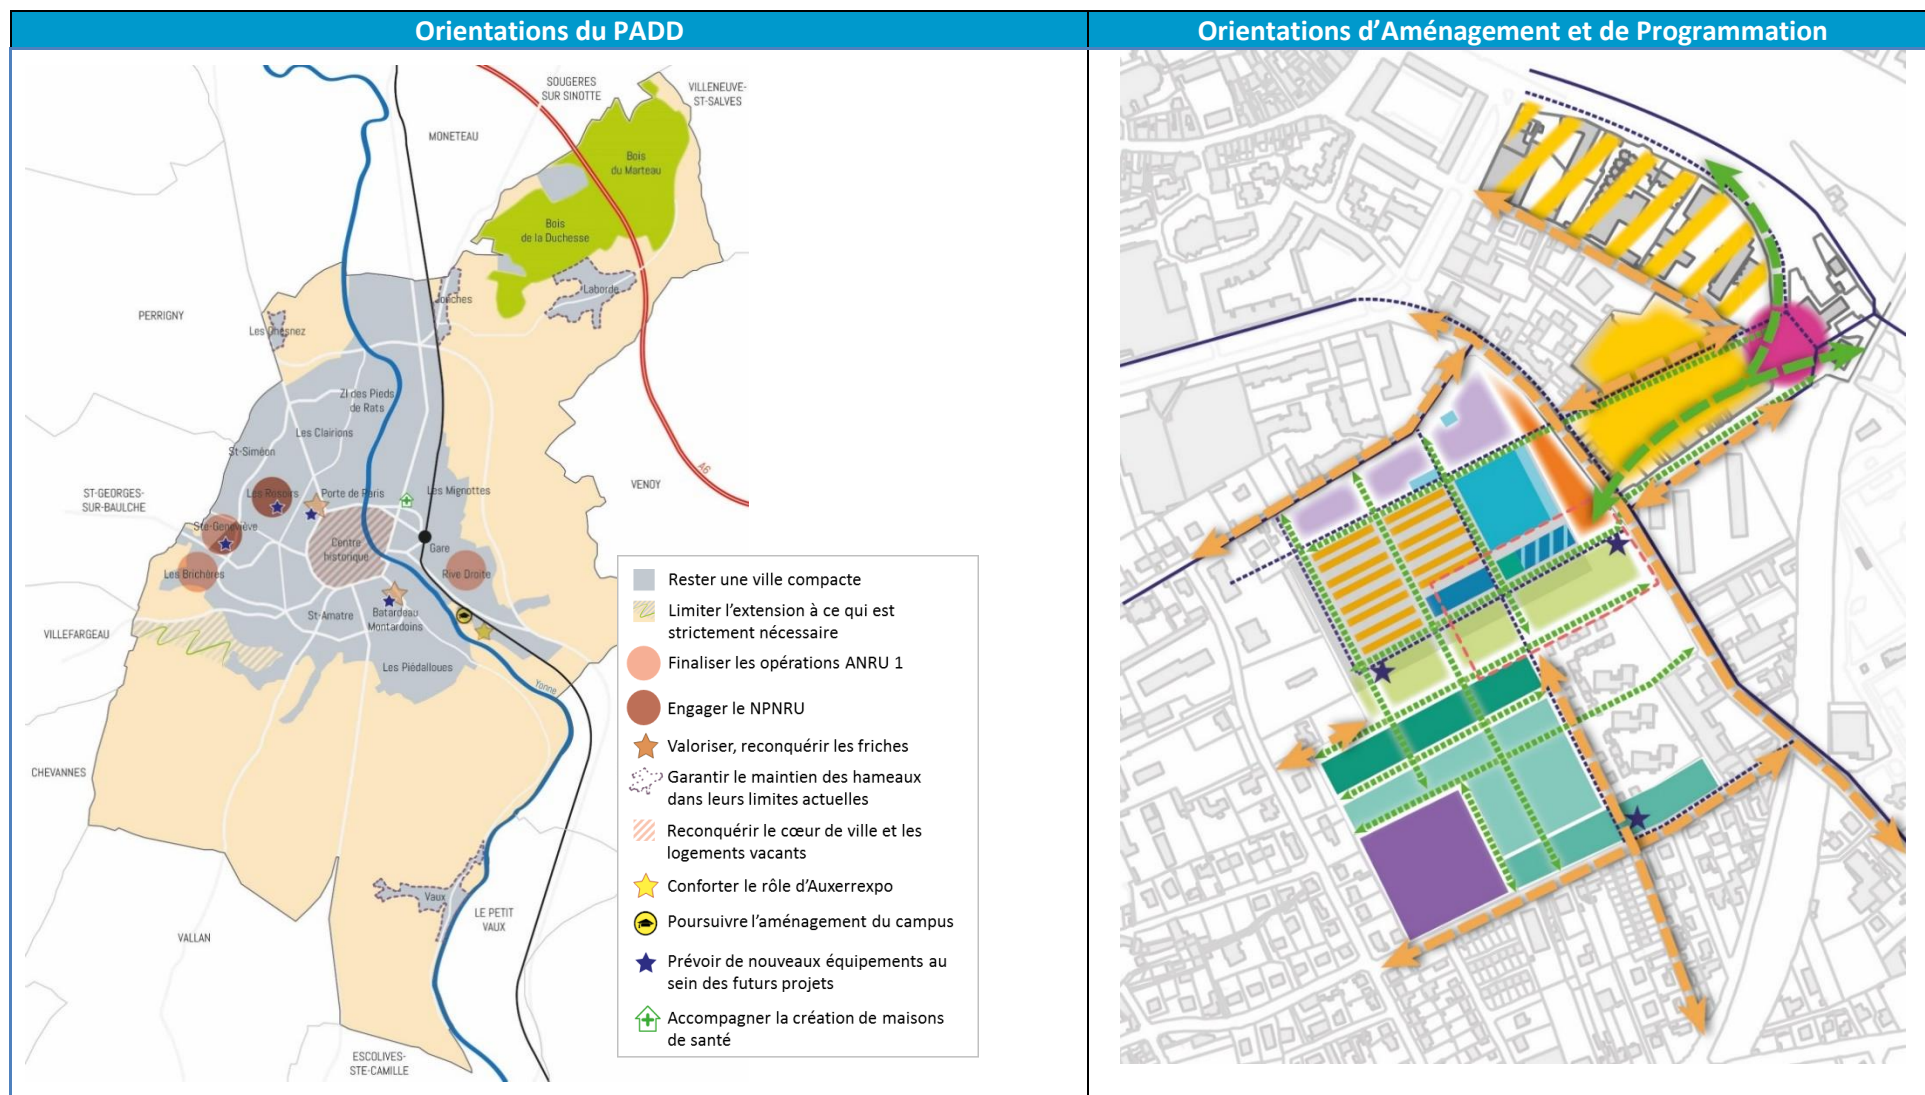 Orientations du PADD
Orientations d’Aménagement et de Programmation
SOUGERES
SUR SINOTTE
VILLENEUVE-
ST-SALVES
MONETEAU
Bois
du Marteau
Bois
de la Duchesse
Laborde
Jonches
PERRIGNY
Les Chesnez
ZI des Pieds
de Rats
Les Clairions
St-Siméon
A6
VENOY
ST-GEORGES-
SUR-BAULCHE
Les Rosoirs
Porte de Paris
Les Mignottes
Ste-Geneviève
Centre
historique
Gare
Les Brichères
Rive Droite
St-Amatre
Batardeau
Montardoins
VILLEFARGEAU
Les Piédalloues
Yonne
CHEVANNES
Vaux
LE PETIT
VAUX
VALLAN
ESCOLIVES-
STE-CAMILLE
Rester une ville compacte
Limiter l’extension à ce qui est
strictement nécessaire
Finaliser les opérations ANRU 1
Engager le NPNRU
Valoriser, reconquérir les friches
Garantir le maintien des hameaux
dans leurs limites actuelles
Reconquérir le cœur de ville et les
logements vacants
Conforter le rôle d’Auxerrexpo
Poursuivre l’aménagement du campus
Prévoir de nouveaux équipements au
sein des futurs projets
Accompagner la création de maisons
de santé